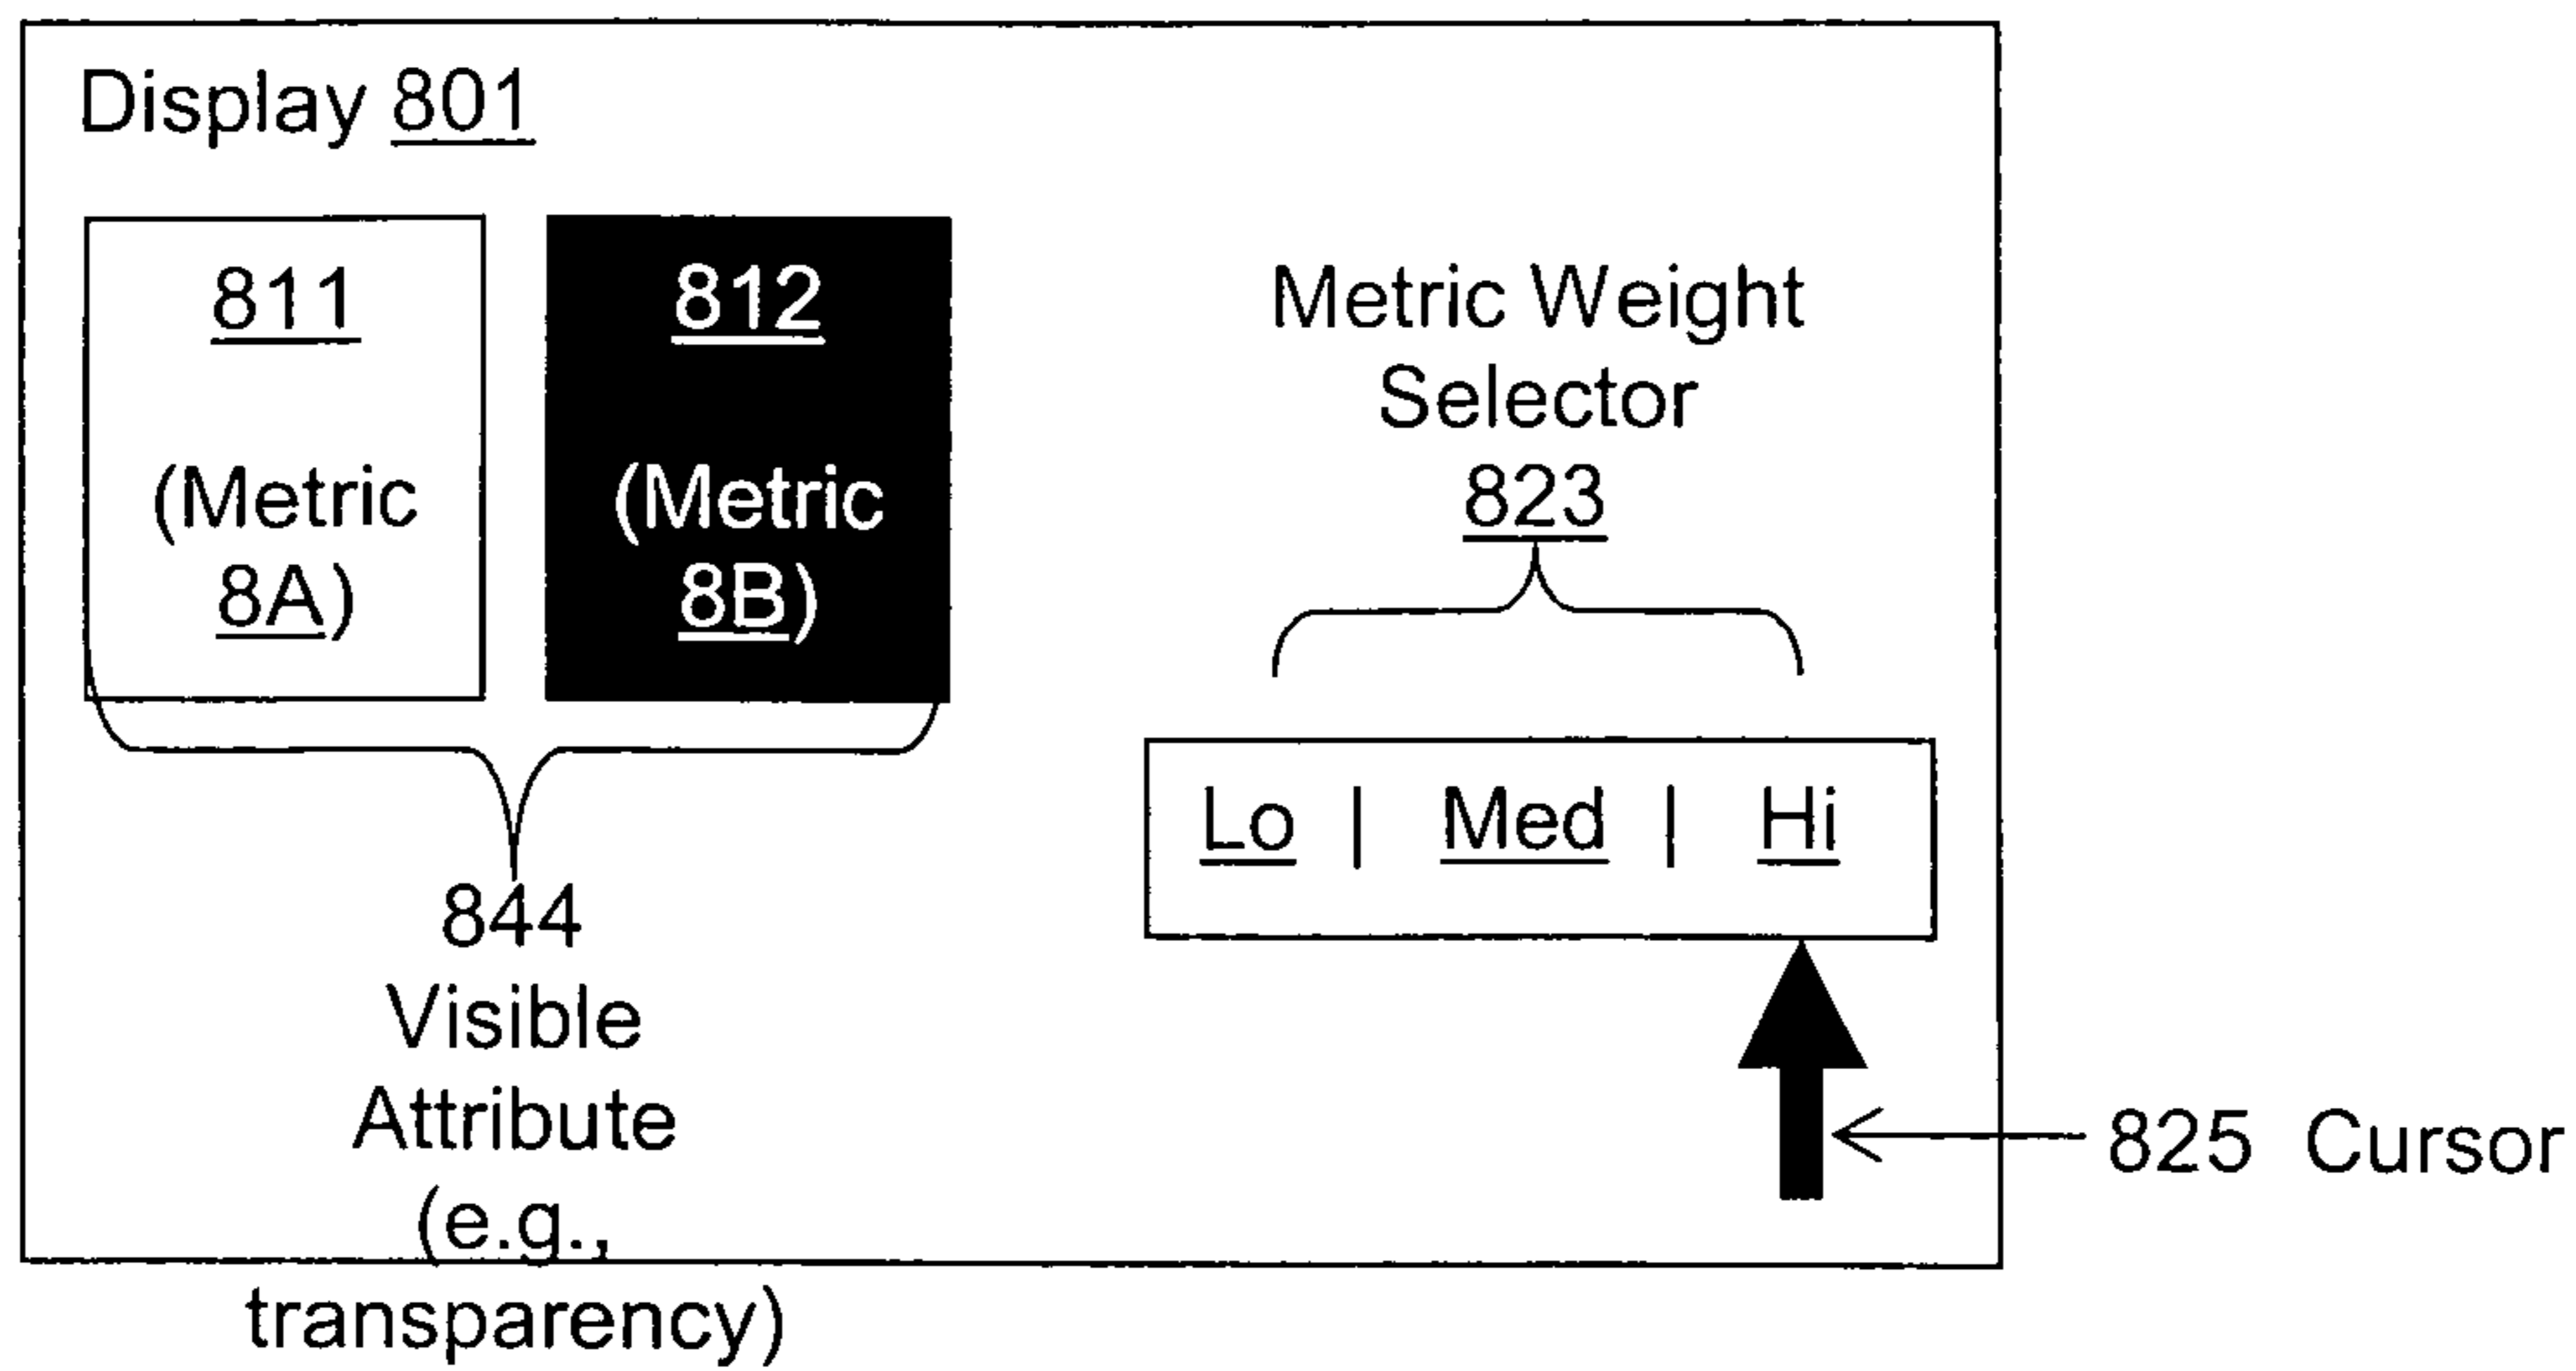 Display 801
811
(Metric
8A)
812
(Metric
8B)
844
Visible
Attribute
(e.g.,
transparency)
Metric Weight
Selector
823
Lo | Med | Hi
825 Cursor